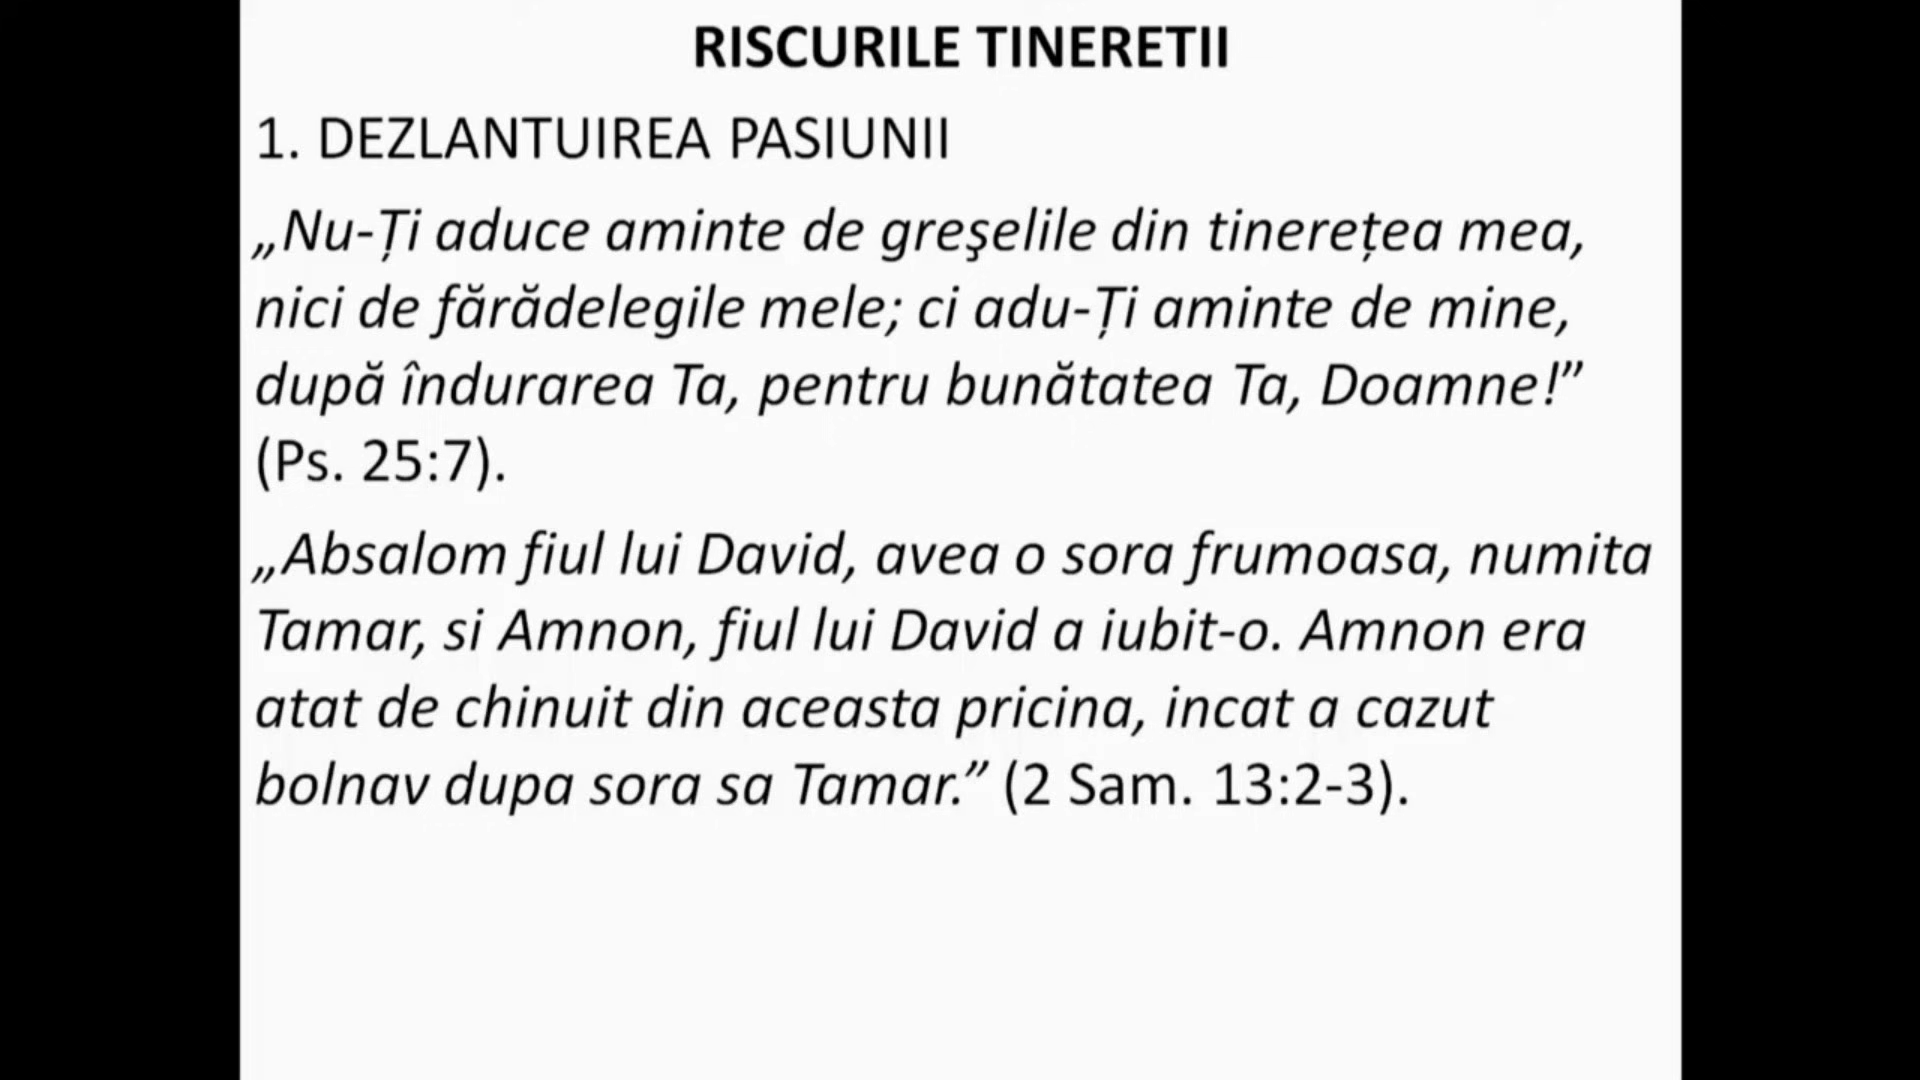 RISCURILE TINERETII
1. DEZLANTUIREA PASIUNII
„Nu-Ți aduce aminte de greşelile din tinerețea mea,
nici de fărădelegile mele; ci adu-Ți aminte de mine,
după îndurarea Ta, pentru bunătatea Ta, Doamne!”
(Ps. 25:7).
„Absalom fiul lui David, avea o sora frumoasa, numita
Tamar, si Amnon, fiul lui David a iubit-o. Amnon era
atat de chinuit din aceasta pricina, incat a cazut
bolnav dupa sora sa Tamar.” (2 Sam. 13:2-3).